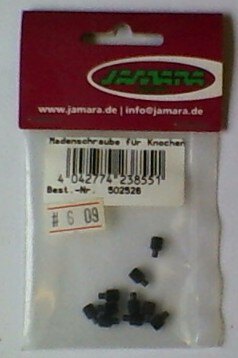 JAMARA
www.jamara.de | info@jamara.de
Madenschraube für Knochen
4 042774 238551
Best.-Nr. 502526
# 6 09